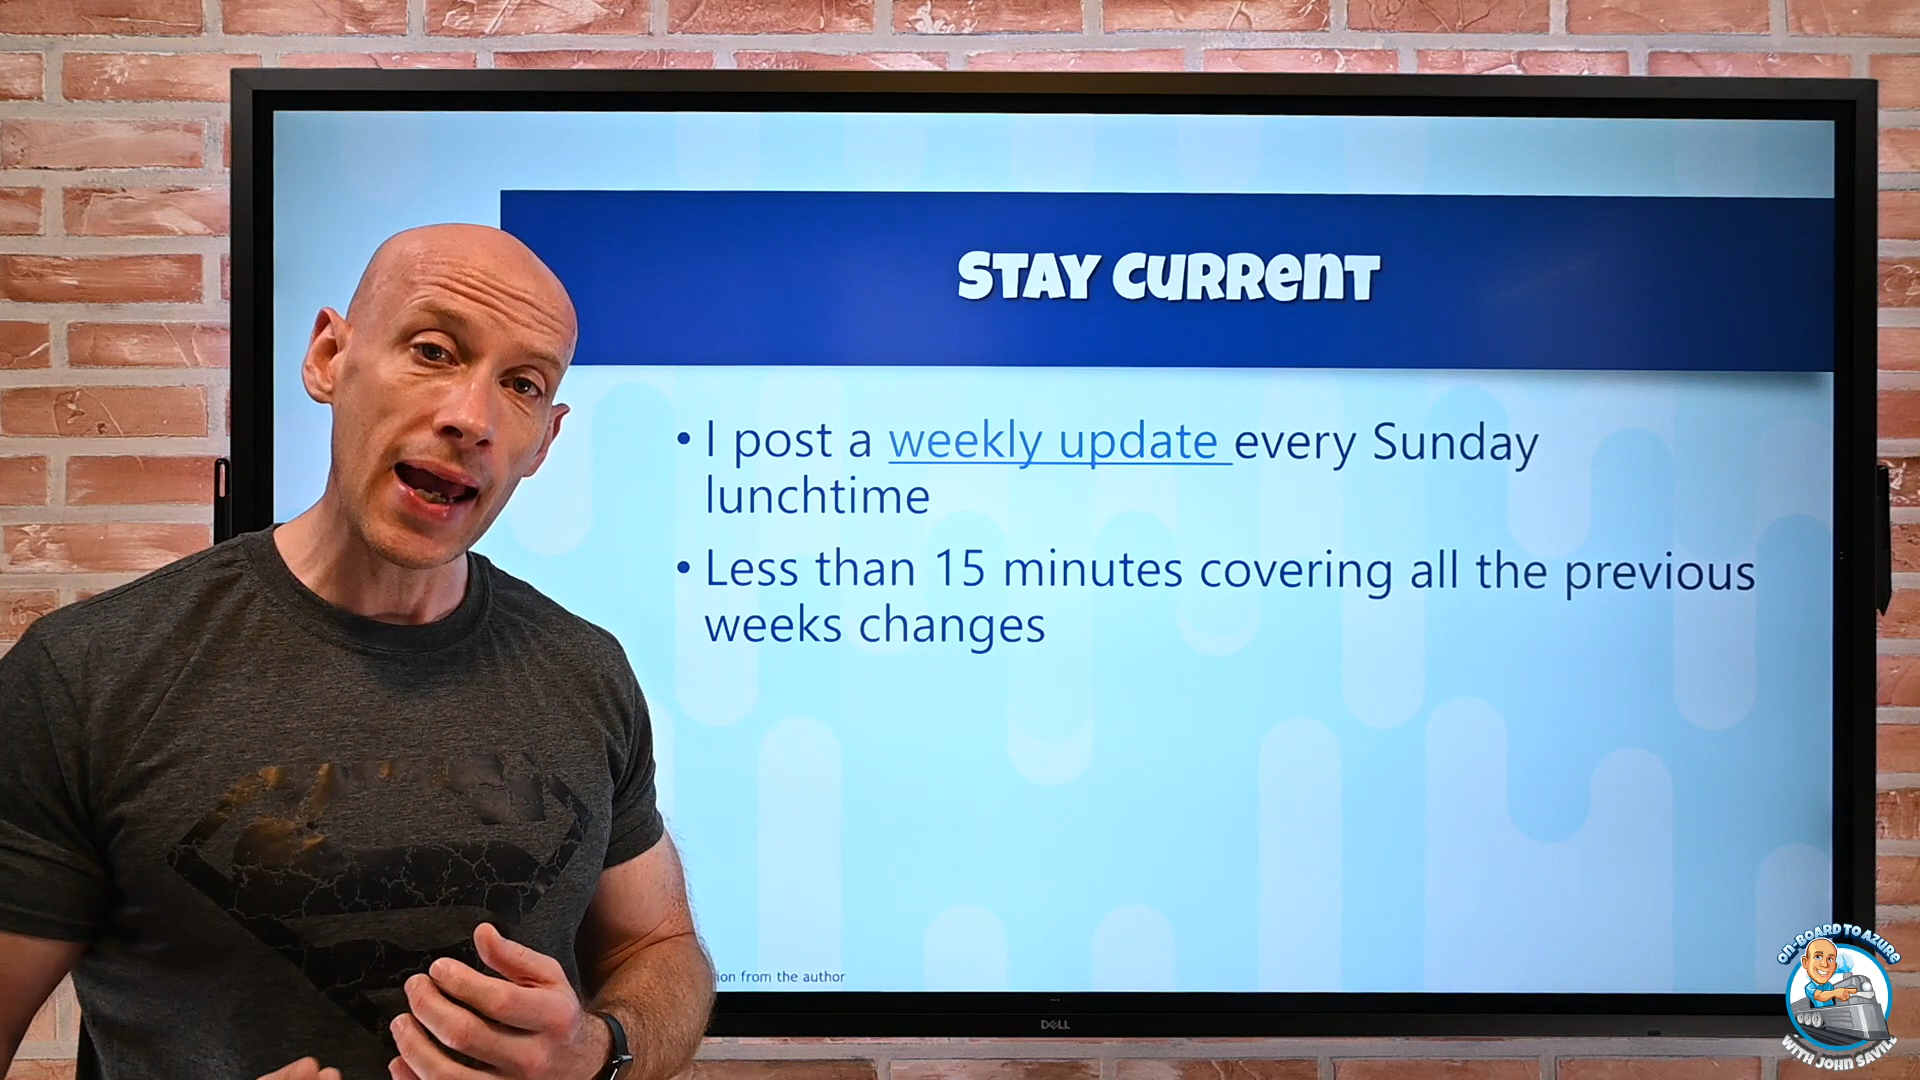 STAY CURRENT
• I post a weekly update every Sunday
lunchtime
• Less than 15 minutes covering all the previous
weeks changes
from the author
DELL
ON-BOARD TO AZURE
WITH JOHN SAVILL